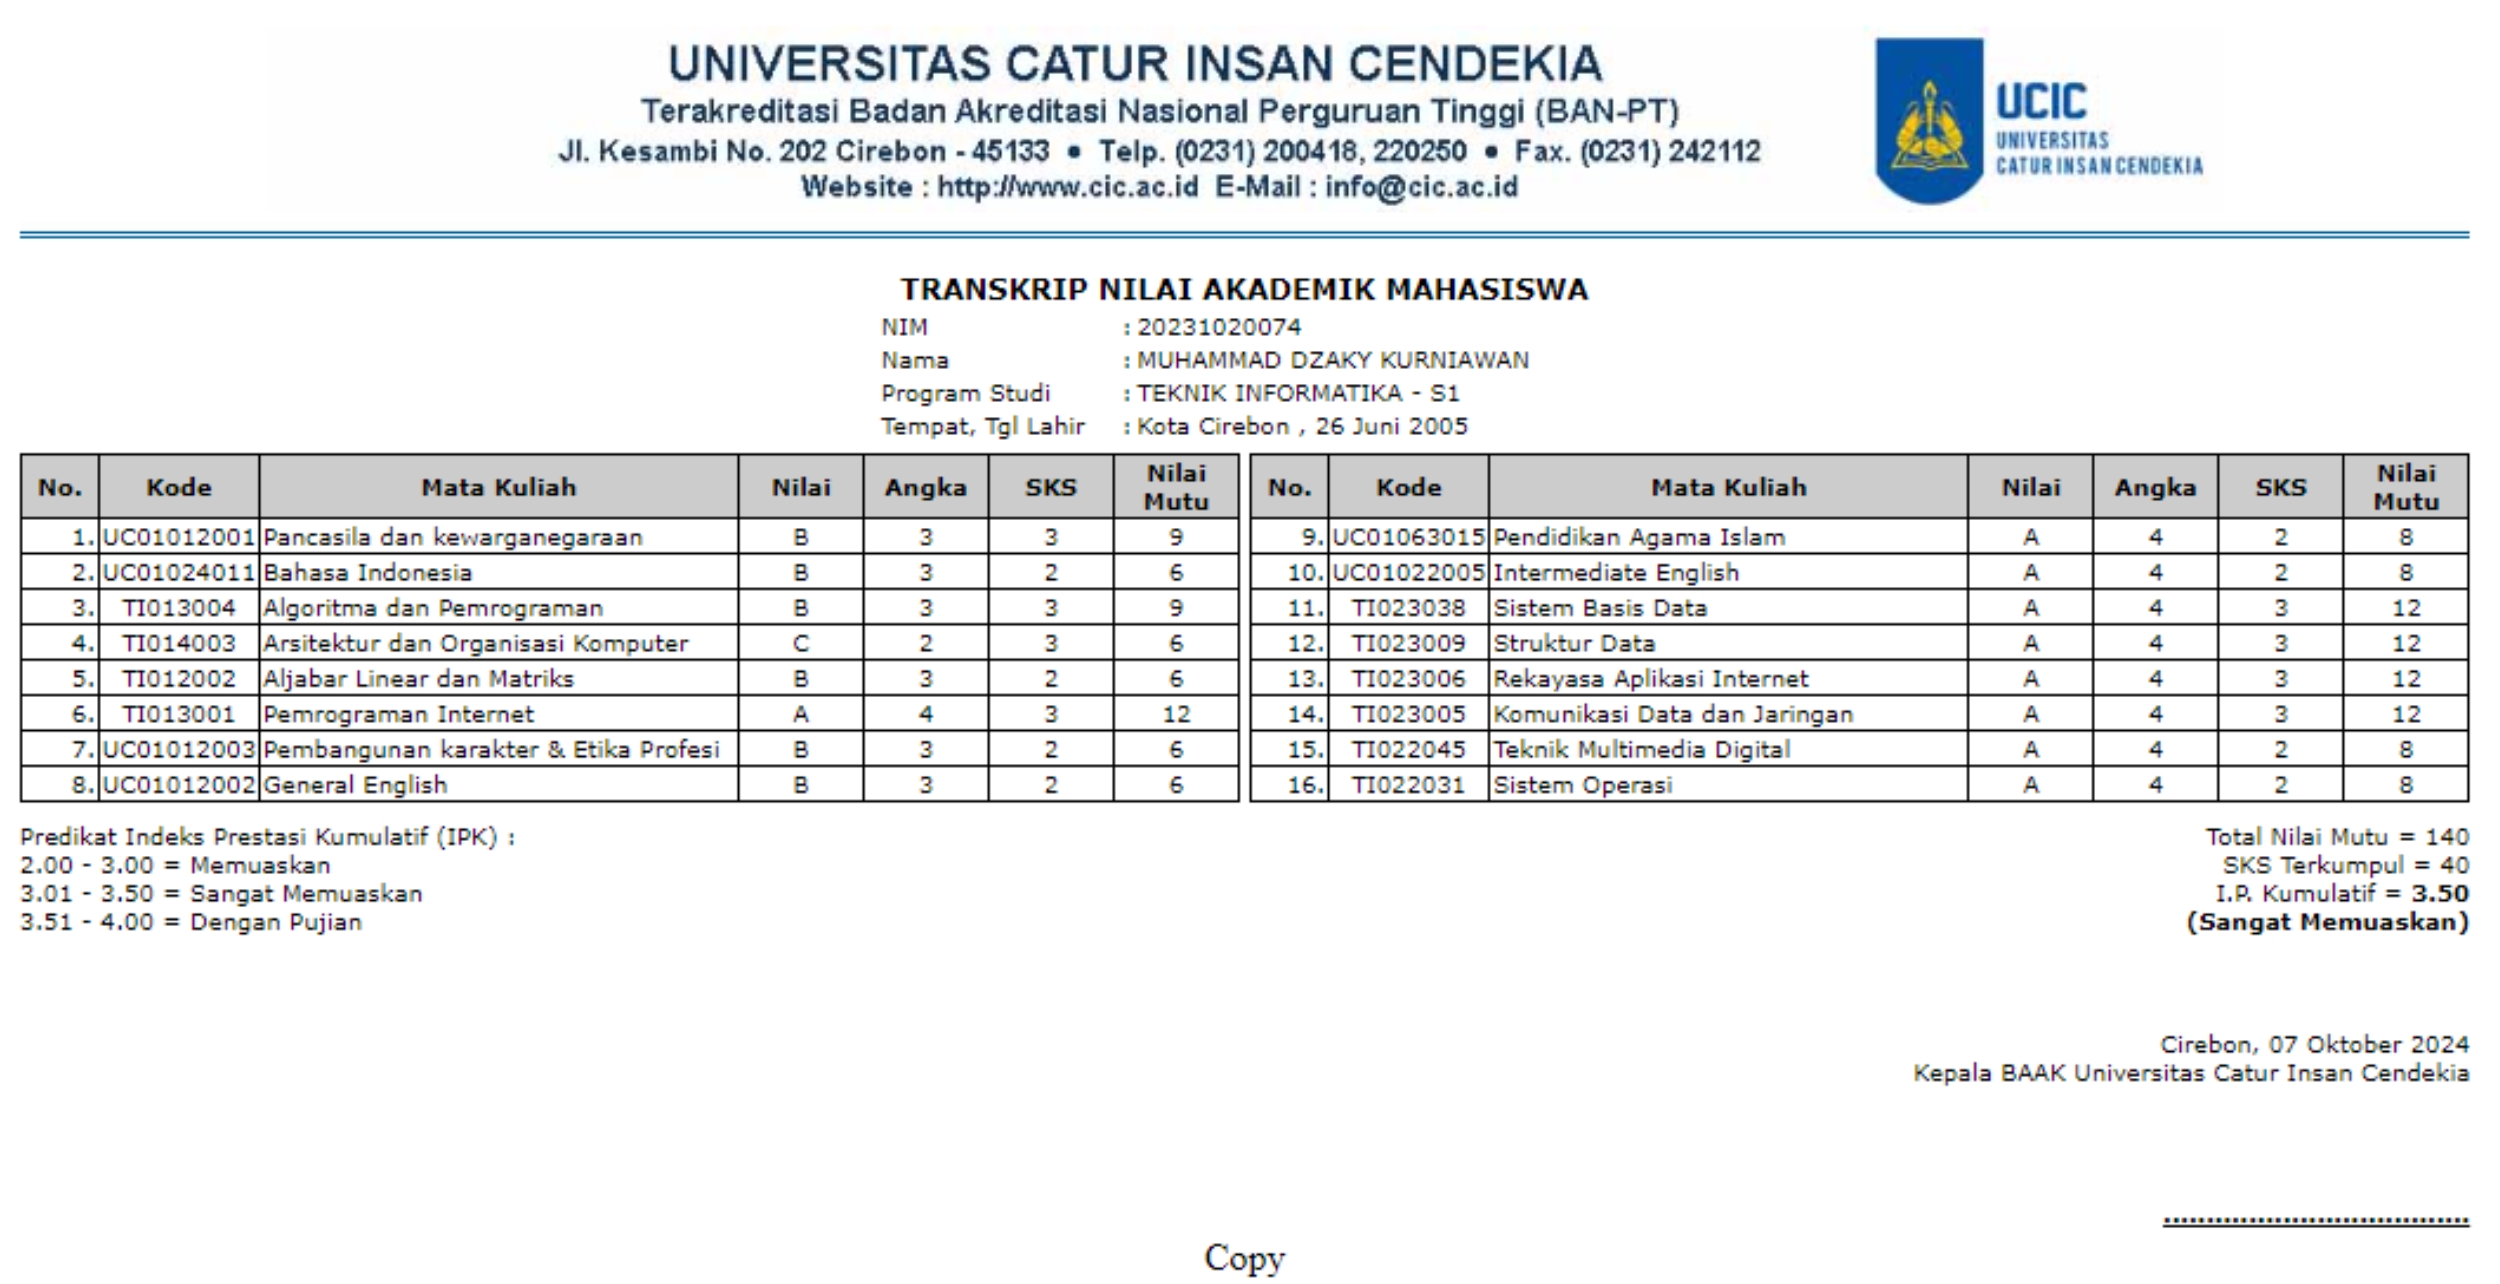 UNIVERSITAS CATUR INSAN CENDEKIA
Terakreditasi Badan Akreditasi Nasional Perguruan Tinggi (BAN-PT)
Jl. Kesambi No. 202 Cirebon - 45133 • Telp. (0231) 200418, 220250 • Fax. (0231) 242112
Website : http://www.cic.ac.id E-Mail : info@cic.ac.id
UCIC
UNIVERSITAS
CATUR INSAN CENDEKIA
TRANSKRIP NILAI AKADEMIK MAHASISWA
NIM : 20231020074
Nama : MUHAMMAD DZAKY KURNIAWAN
Program Studi : TEKNIK INFORMATIKA - S1
Tempat, Tgl Lahir : Kota Cirebon , 26 Juni 2005
No. Kode Mata Kuliah Nilai Angka SKS Nilai Mutu
1. UC01012001 Pancasila dan kewarganegaraan B 3 3 9
2. UC01024011 Bahasa Indonesia B 3 2 6
3. TI013004 Algoritma dan Pemrograman B 3 3 9
4. TI014003 Arsitektur dan Organisasi Komputer C 2 3 6
5. TI012002 Aljabar Linear dan Matriks B 3 2 6
6. TI013001 Pemrograman Internet A 4 3 12
7. UC01012003 Pembangunan karakter & Etika Profesi B 3 2 6
8. UC01012002 General English B 3 2 6
No. Kode Mata Kuliah Nilai Angka SKS Nilai Mutu
9. UC01063015 Pendidikan Agama Islam A 4 2 8
10. UC01022005 Intermediate English A 4 2 8
11. TI023038 Sistem Basis Data A 4 3 12
12. TI023009 Struktur Data A 4 3 12
13. TI023006 Rekayasa Aplikasi Internet A 4 3 12
14. TI023005 Komunikasi Data dan Jaringan A 4 3 12
15. TI022045 Teknik Multimedia Digital A 4 2 8
16. TI022031 Sistem Operasi A 4 2 8
Predikat Indeks Prestasi Kumulatif (IPK) :
2.00 - 3.00 = Memuaskan
3.01 - 3.50 = Sangat Memuaskan
3.51 - 4.00 = Dengan Pujian
Total Nilai Mutu = 140
SKS Terkumpul = 40
I.P. Kumulatif = 3.50
(Sangat Memuaskan)
Cirebon, 07 Oktober 2024
Kepala BAAK Universitas Catur Insan Cendekia
....................................
Copy